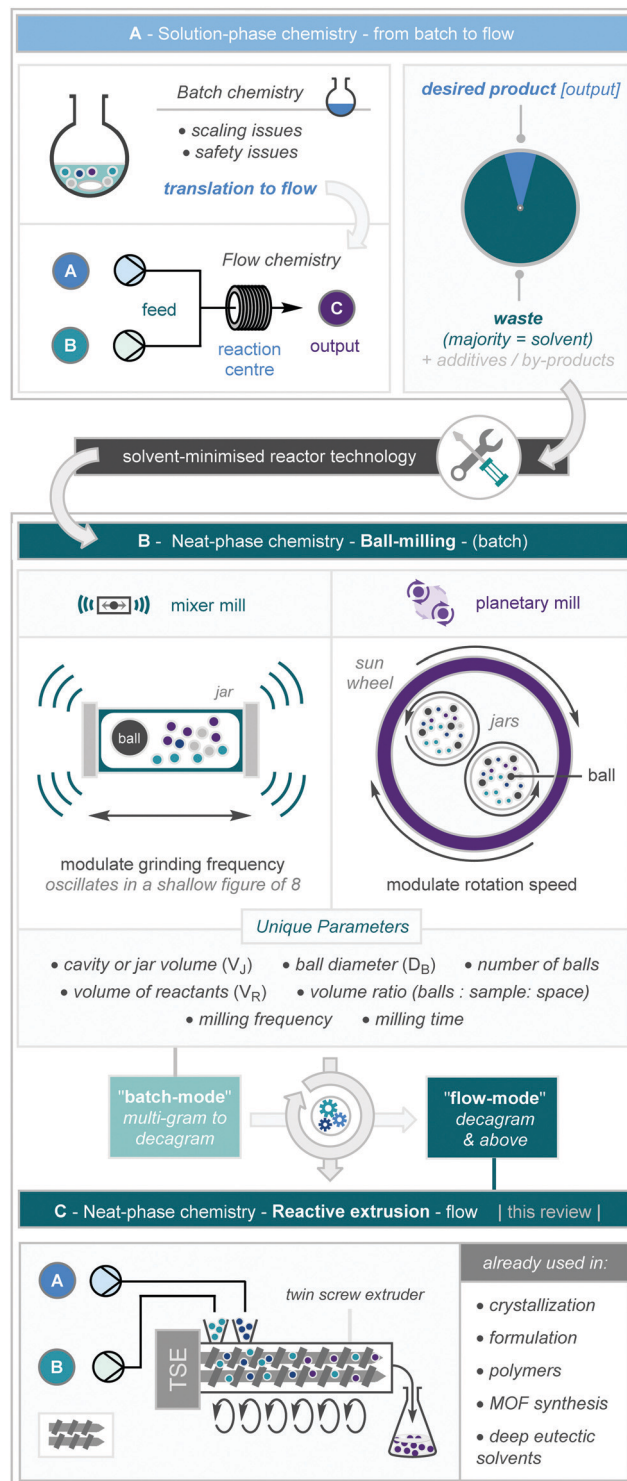 A - Solution-phase chemistry - from batch to flow
Batch chemistry
• scaling issues
• safety issues
translation to flow
desired product [output]
waste
(majority = solvent)
+ additives / by-products
A
Flow chemistry
feed
C
B
reaction
centre
output
solvent-minimised reactor technology
B - Neat-phase chemistry - Ball-milling - (batch)
mixer mill
planetary mill
jar
ball
modulate grinding frequency
oscillates in a shallow figure of 8
sun
wheel
jars
ball
modulate rotation speed
Unique Parameters
• cavity or jar volume (VJ) • ball diameter (DB) • number of balls
• volume of reactants (VR) • volume ratio (balls : sample: space)
• milling frequency • milling time
"batch-mode"
multi-gram to
decagram
"flow-mode"
decagram
& above
C - Neat-phase chemistry - Reactive extrusion - flow | this review |
A
B
twin screw extruder
TSE
already used in:
• crystallization
• formulation
• polymers
• MOF synthesis
• deep eutectic
solvents